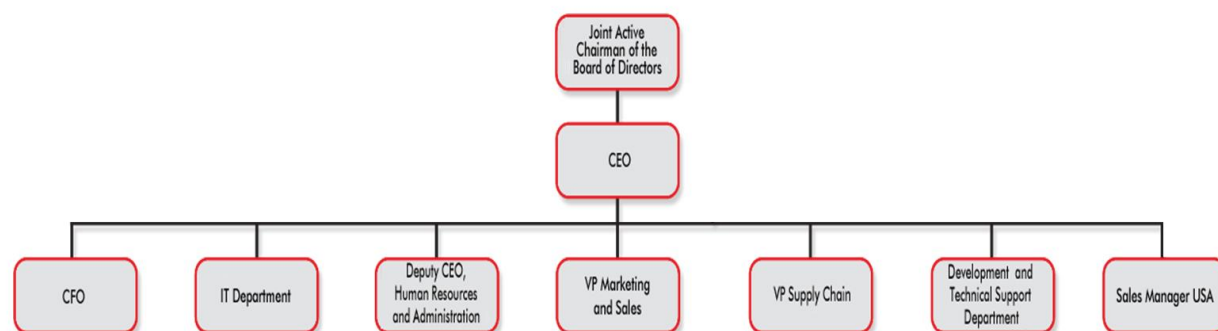 Joint Active
Chairman of the
Board of Directors
CEO
CFO
IT Department
Deputy CEO,
Human Resources
and Administration
VP Marketing
and Sales
VP Supply Chain
Development and
Technical Support
Department
Sales Manager USA